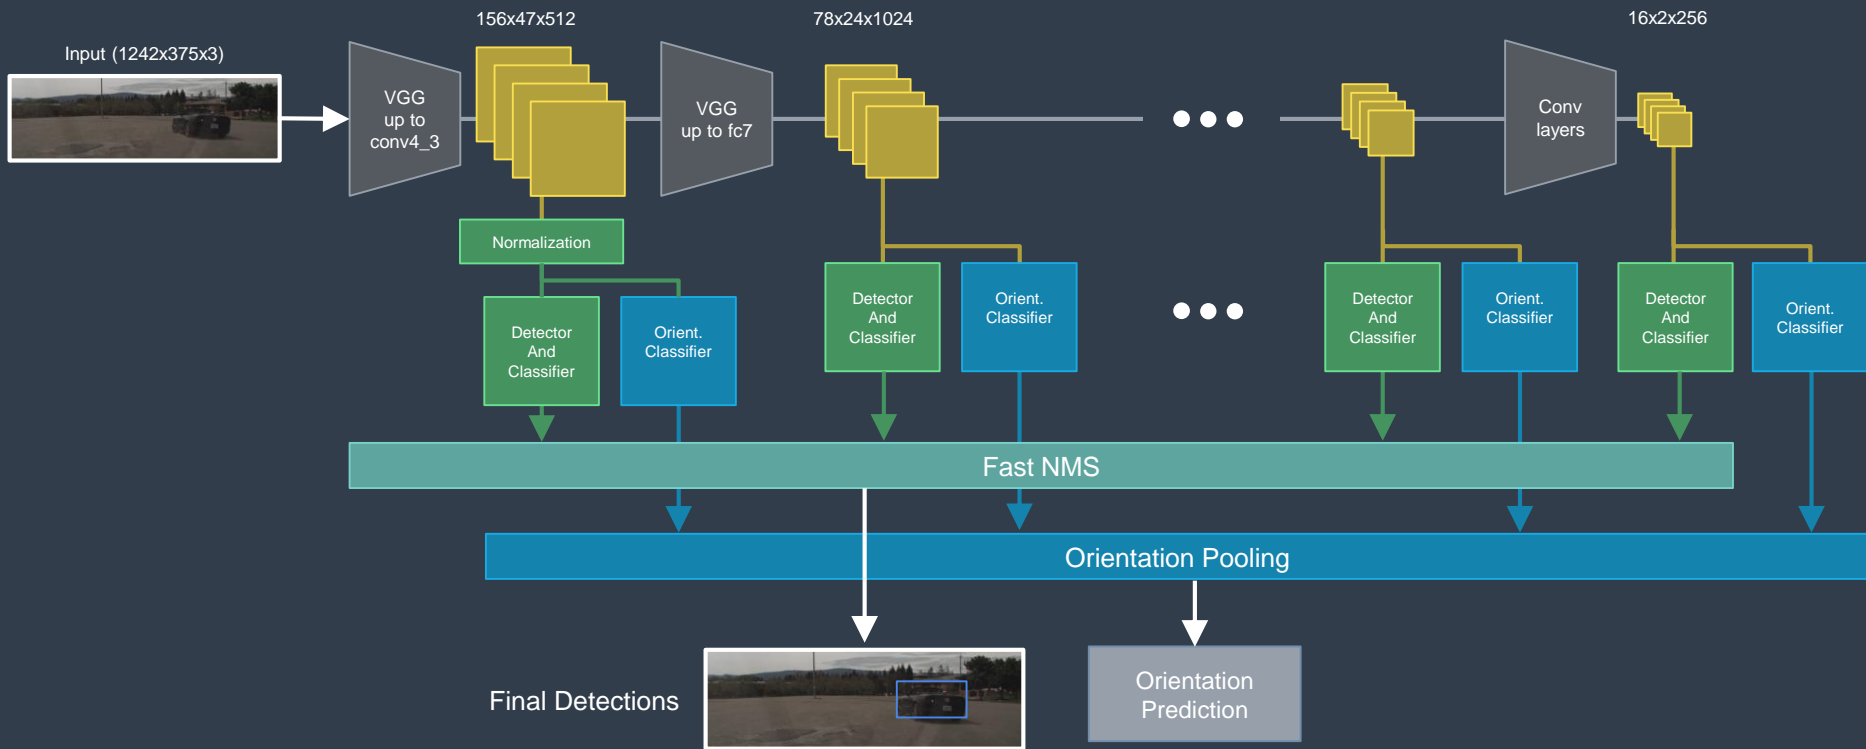 156x47x512
78x24x1024
16x2x256
Input (1242x375x3)
VGG
up to
conv4_3
VGG
up to fc7
Conv
layers
Normalization
Detector
And
Classifier
Orient.
Classifier
Detector
And
Classifier
Orient.
Classifier
Detector
And
Classifier
Orient.
Classifier
Detector
And
Classifier
Orient.
Classifier
Fast NMS
Orientation Pooling
Final Detections
Orientation
Prediction